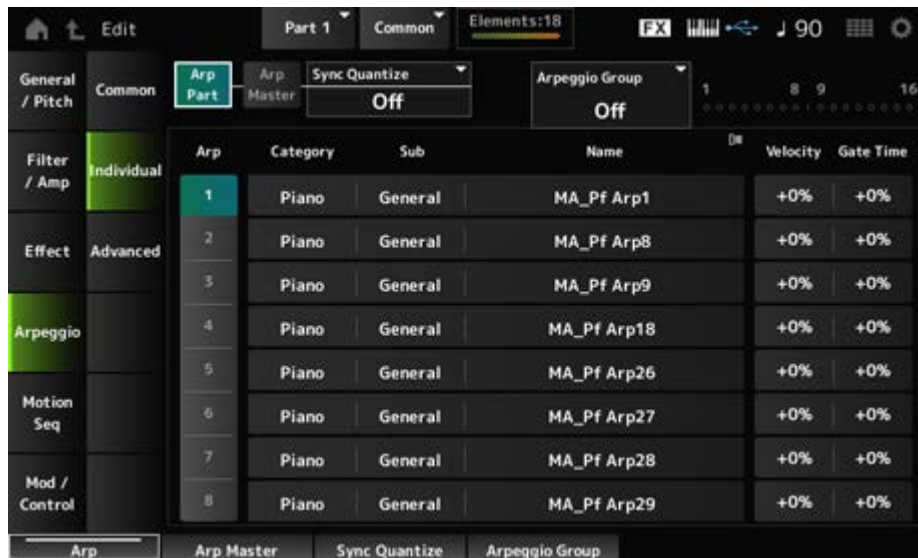 Edit Part 1 Common Elements:18 FX ♩ 90
General / Pitch
Common
Arp Part
Arp Master
Sync Quantize
Off
Arpeggio Group
Off
1 8 9 16
Filter / Amp
Individual
Arp Category Sub Name Velocity Gate Time
1 Piano General MA_Pf Arp1 +0% +0%
2 Piano General MA_Pf Arp8 +0% +0%
Effect
Advanced
3 Piano General MA_Pf Arp9 +0% +0%
Arpeggio
4 Piano General MA_Pf Arp18 +0% +0%
5 Piano General MA_Pf Arp26 +0% +0%
Motion Seq
6 Piano General MA_Pf Arp27 +0% +0%
7 Piano General MA_Pf Arp28 +0% +0%
Mod / Control
8 Piano General MA_Pf Arp29 +0% +0%
Arp Arp Master Sync Quantize Arpeggio Group